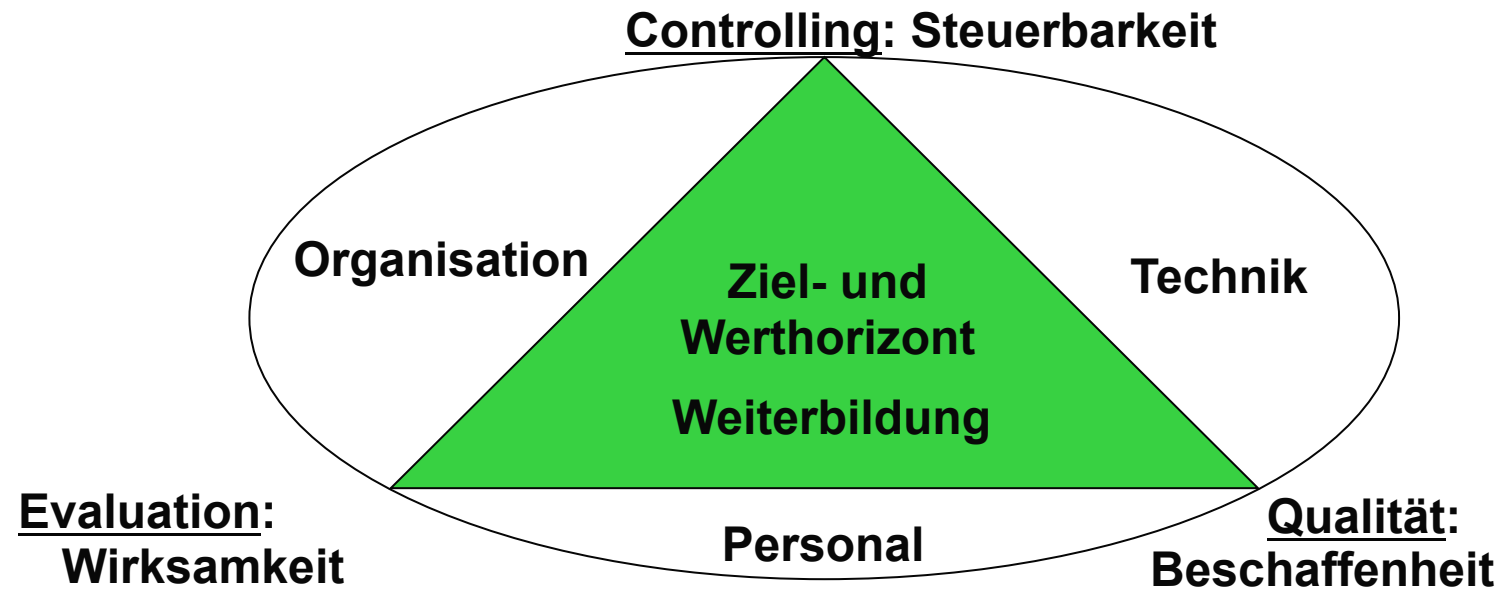 Controlling: Steuerbarkeit
Organisation
Technik
Ziel- und
Werthorizont
Weiterbildung
Evaluation:
Wirksamkeit
Personal
Qualität:
Beschaffenheit